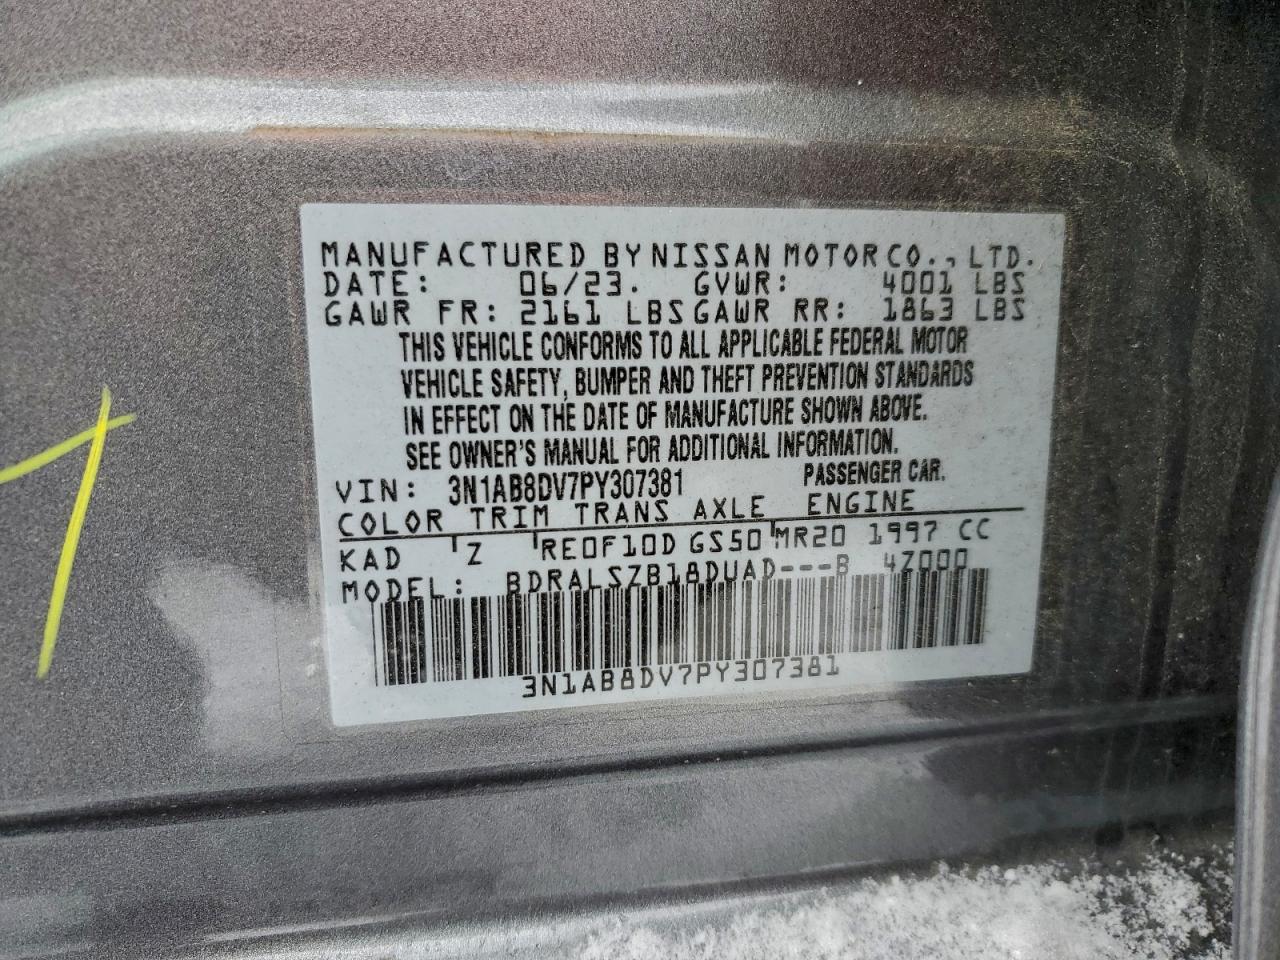 MANUFACTURED BY NISSAN MOTOR CO., LTD.
DATE: 06/23. GVWR: 4001 LBS
GAWR FR: 2161 LBS GAWR RR: 1863 LBS
THIS VEHICLE CONFORMS TO ALL APPLICABLE FEDERAL MOTOR
VEHICLE SAFETY, BUMPER AND THEFT PREVENTION STANDARDS
IN EFFECT ON THE DATE OF MANUFACTURE SHOWN ABOVE.
SEE OWNER'S MANUAL FOR ADDITIONAL INFORMATION.
VIN: 3N1AB8DV7PY307381 PASSENGER CAR.
COLOR TRIM TRANS AXLE ENGINE
KAD Z RE0F10D GS50 MR20 1997 CC
MODEL: BDRALSZB18DUAD---B 4Z000
3N1AB8DV7PY307381